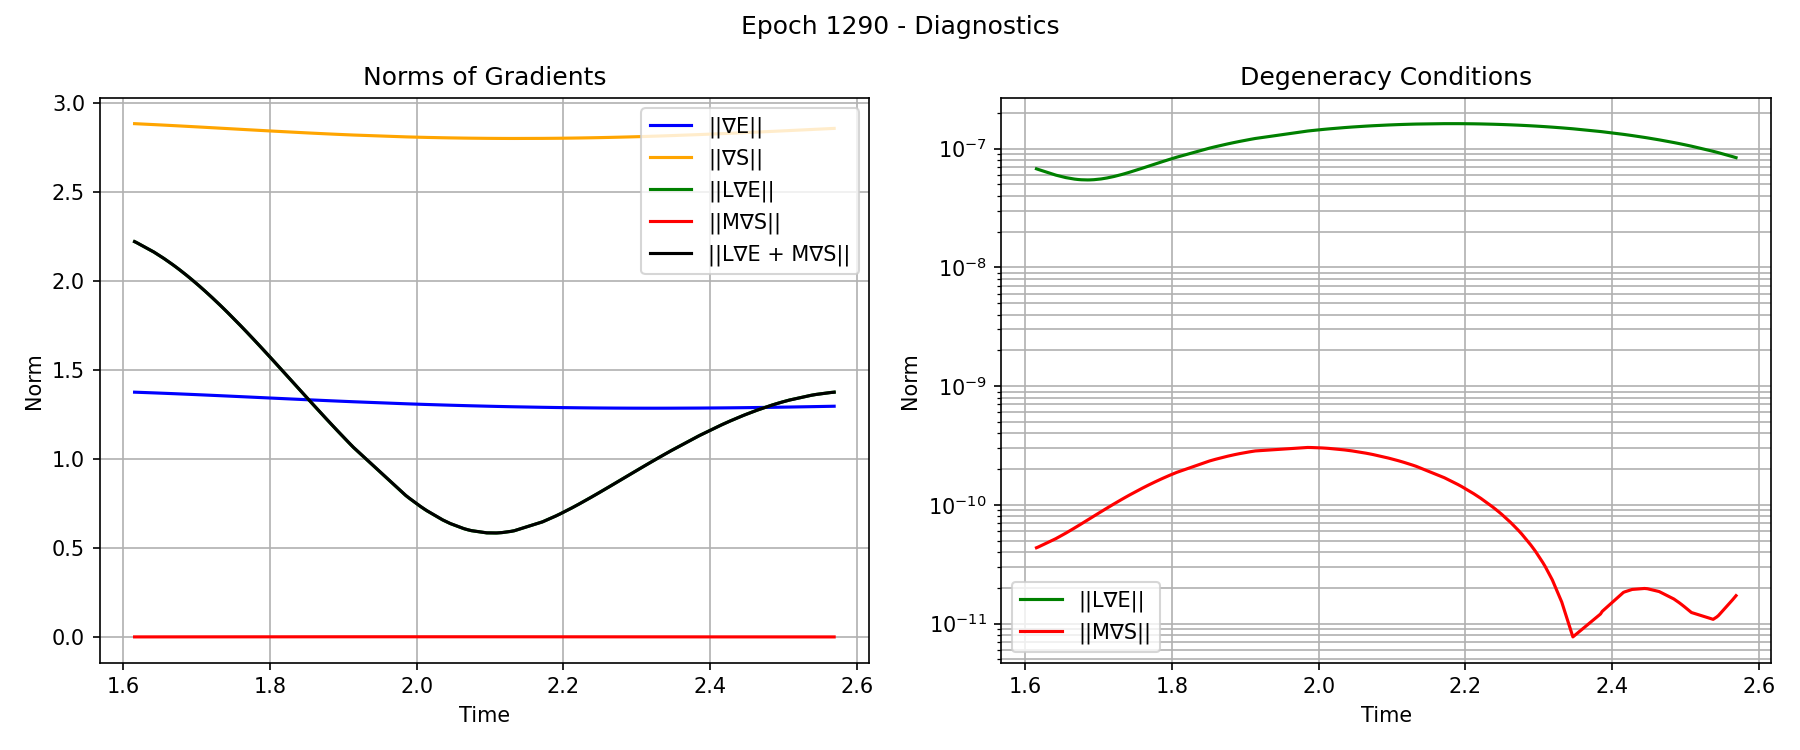 Epoch 1290 - Diagnostics
Norms of Gradients
3.0
2.5
2.0
1.5
1.0
0.5
0.0
Norm
||∇E||
||∇S||
||L∇E||
||M∇S||
||L∇E + M∇S||
1.6
1.8
2.0
2.2
2.4
2.6
Time
Degeneracy Conditions
10⁻⁷
10⁻⁸
10⁻⁹
10⁻¹⁰
10⁻¹¹
Norm
||L∇E||
||M∇S||
1.6
1.8
2.0
2.2
2.4
2.6
Time